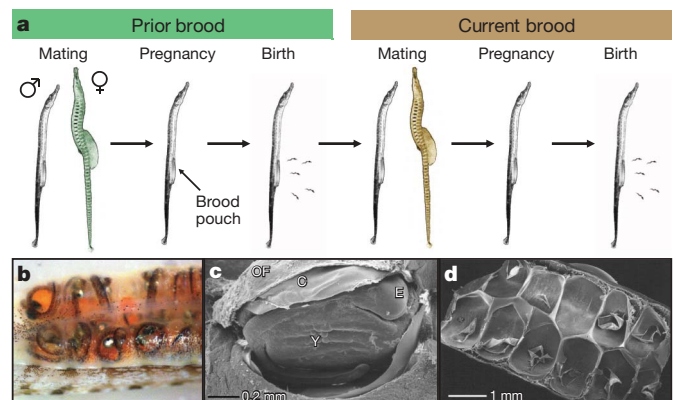 a
Prior brood
Current brood
Mating
Pregnancy
Birth
Mating
Pregnancy
Birth
♂
♀
Brood
pouch
b
c
OF
C
E
Y
0.2 mm
d
1 mm